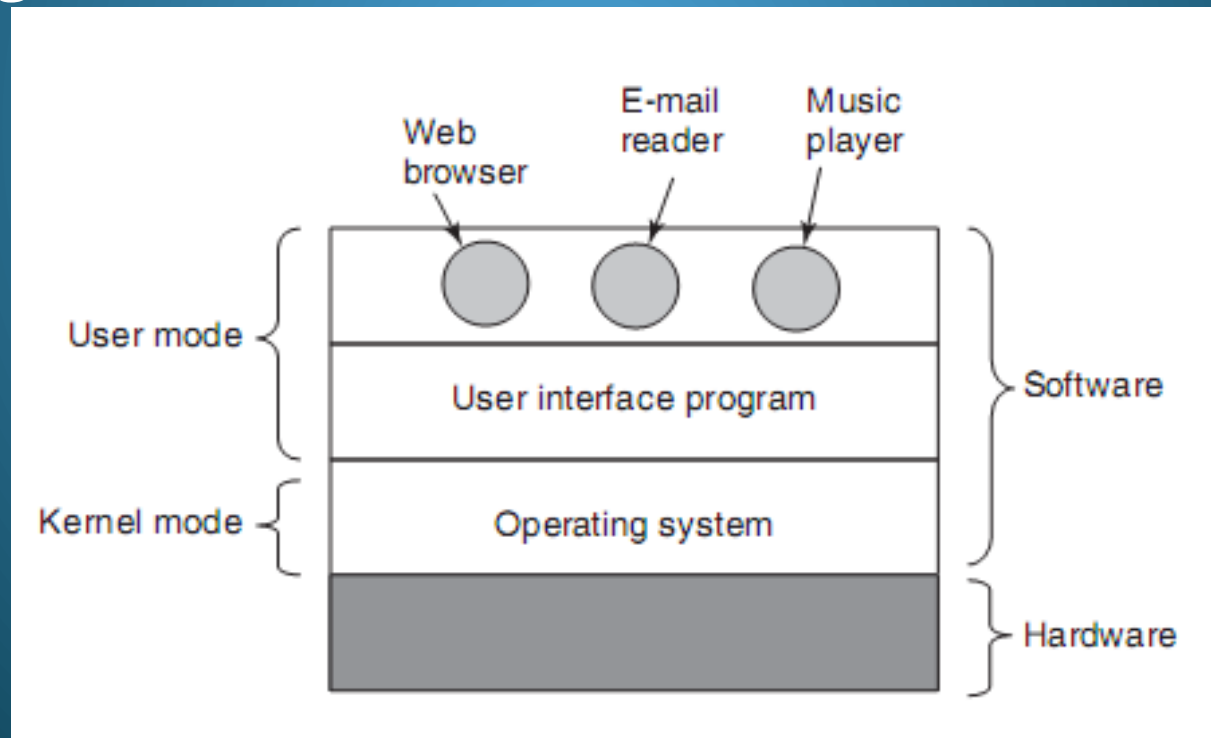 E-mail
reader
Music
player
Web
browser
User mode
User interface program
Software
Kernel mode
Operating system
Hardware